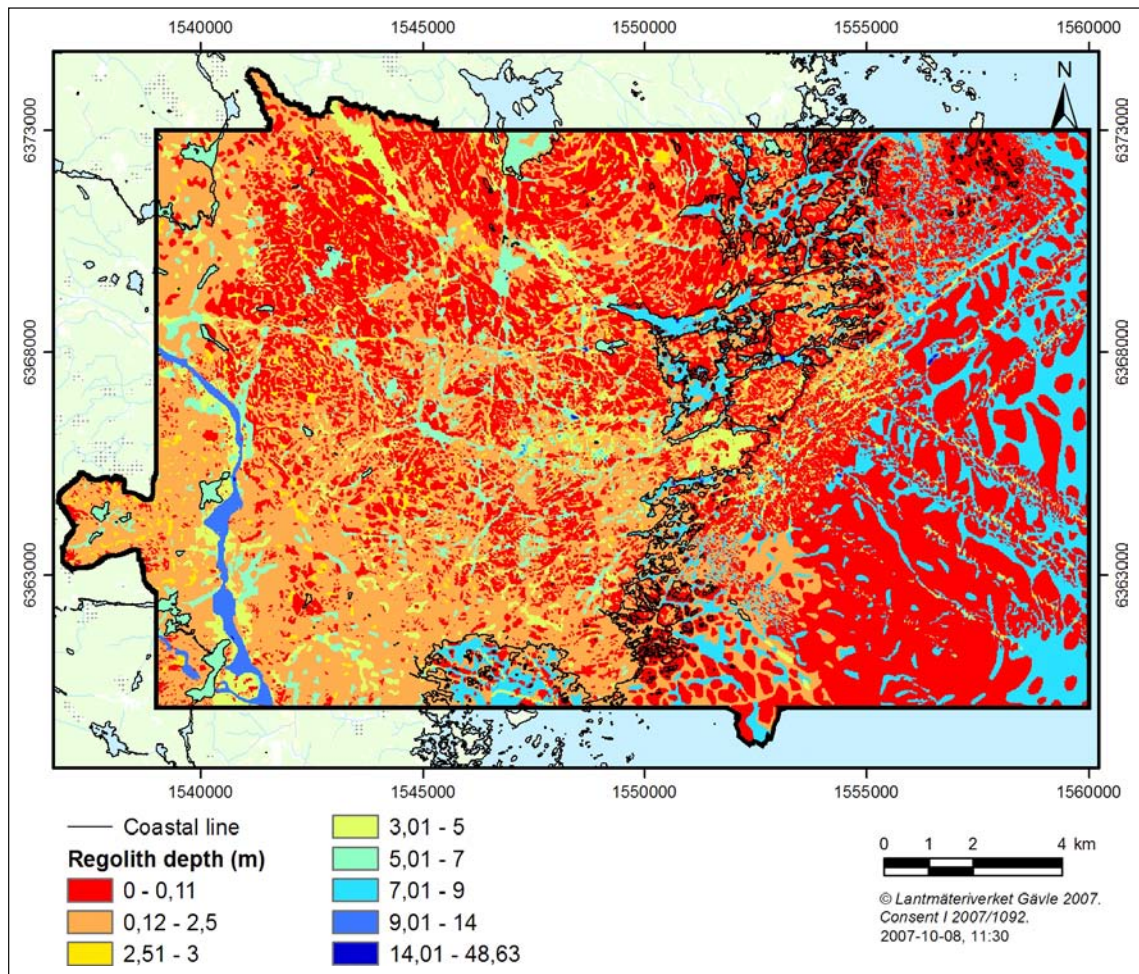 1540000 1545000 1550000 1555000 1560000
N
6373000 6373000
6368000 6368000
6363000 6363000
1540000 1545000 1550000 1555000 1560000
Coastal line
Regolith depth (m)
0 - 0,11
0,12 - 2,5
2,51 - 3
3,01 - 5
5,01 - 7
7,01 - 9
9,01 - 14
14,01 - 48,63
0 1 2 4 km
© Lantmäteriverket Gävle 2007.
Consent I 2007/1092.
2007-10-08, 11:30